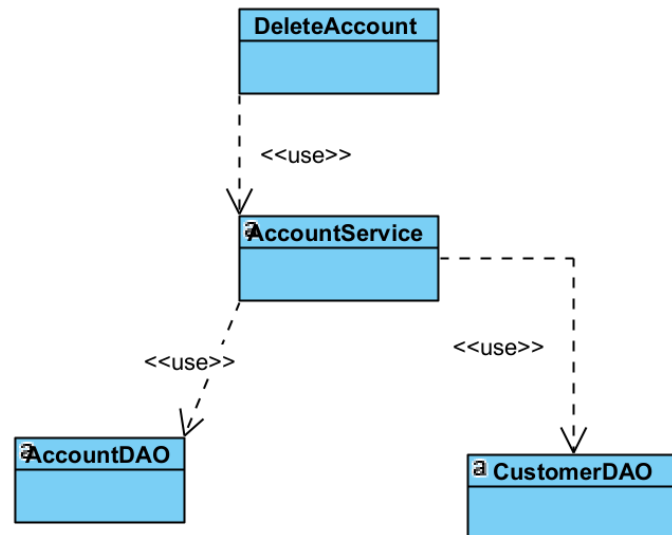 DeleteAccount
<<use>>
a
AccountService
<<use>>
<<use>>
a
AccountDAO
a
CustomerDAO